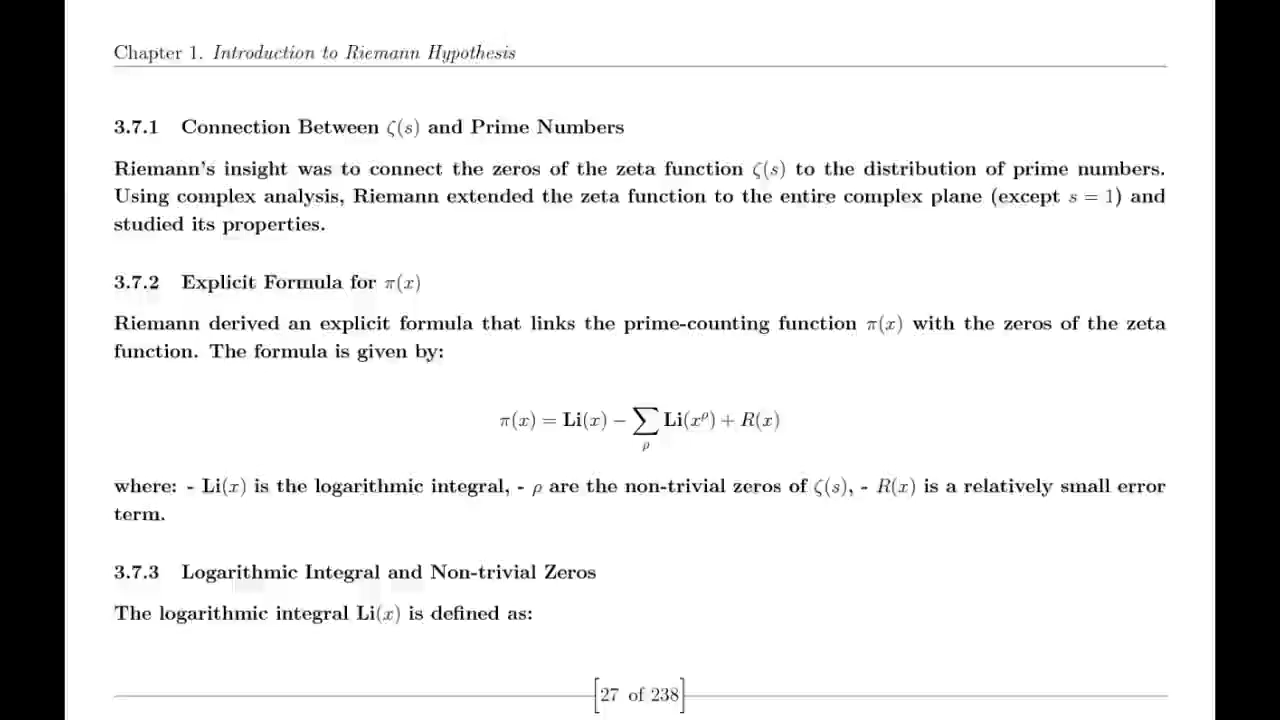 Chapter 1. Introduction to Riemann Hypothesis
3.7.1 Connection Between ζ(s) and Prime Numbers
Riemann's insight was to connect the zeros of the zeta function ζ(s) to the distribution of prime numbers.
Using complex analysis, Riemann extended the zeta function to the entire complex plane (except s = 1) and
studied its properties.
3.7.2 Explicit Formula for π(x)
Riemann derived an explicit formula that links the prime-counting function π(x) with the zeros of the zeta
function. The formula is given by:
π(x) = Li(x) − ∑ Li(x^ρ) + R(x)
ρ
where: - Li(x) is the logarithmic integral, - ρ are the non-trivial zeros of ζ(s), - R(x) is a relatively small error
term.
3.7.3 Logarithmic Integral and Non-trivial Zeros
The logarithmic integral Li(x) is defined as:
[27 of 238]